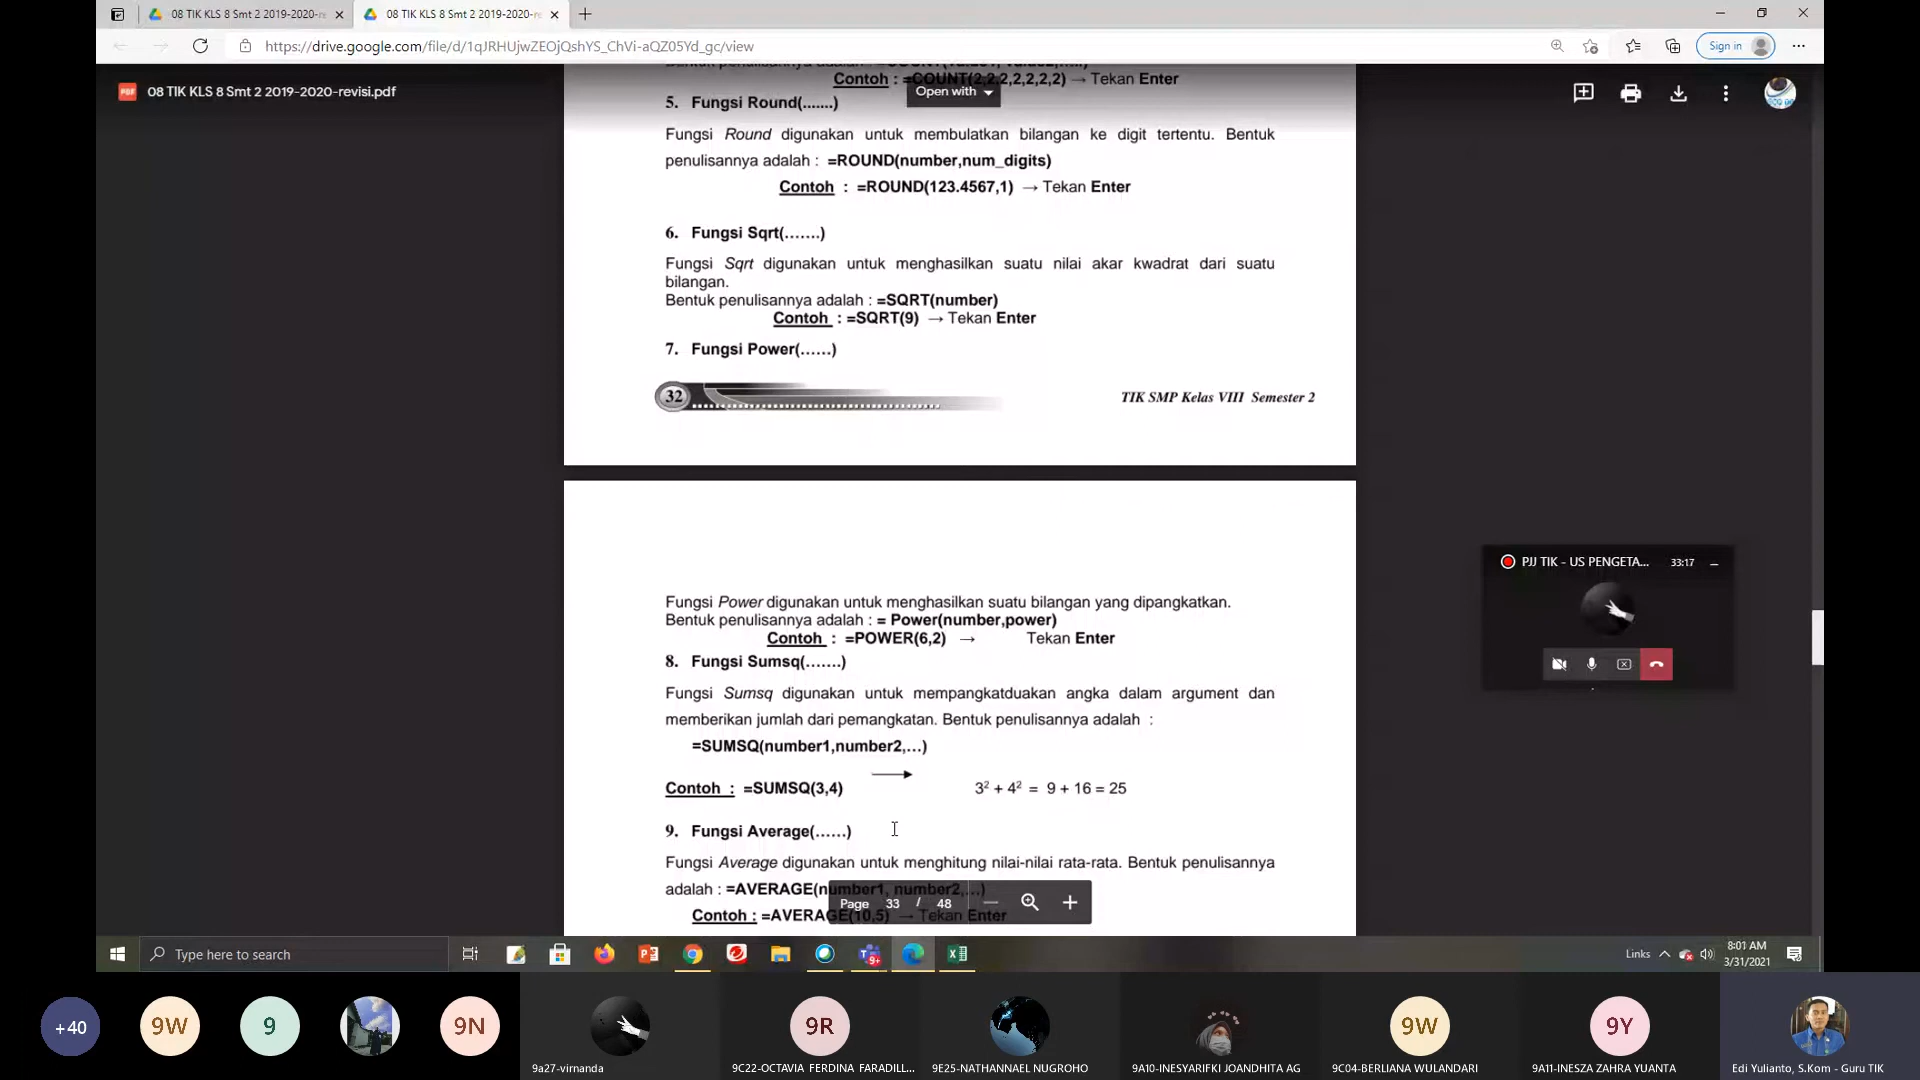 08 TIK KLS 8 Smt 2 2019-2020-re
08 TIK KLS 8 Smt 2 2019-2020-re
https://drive.google.com/file/d/1qJRHUjwZEOjQshYS_ChVi-aQZ05Yd_gc/view
Sign in
PDF
08 TIK KLS 8 Smt 2 2019-2020-revisi.pdf
Open with
Contoh : =COUNT(2,2,2,2,2,2,2) → Tekan Enter
5. Fungsi Round(.......)
Fungsi Round digunakan untuk membulatkan bilangan ke digit tertentu. Bentuk
penulisannya adalah : =ROUND(number,num_digits)
Contoh : =ROUND(123.4567,1) → Tekan Enter
6. Fungsi Sqrt(…….)
Fungsi Sqrt digunakan untuk menghasilkan suatu nilai akar kwadrat dari suatu
bilangan.
Bentuk penulisannya adalah : =SQRT(number)
Contoh : =SQRT(9) → Tekan Enter
7. Fungsi Power(……)
32
TIK SMP Kelas VIII Semester 2
Fungsi Power digunakan untuk menghasilkan suatu bilangan yang dipangkatkan.
Bentuk penulisannya adalah : = Power(number,power)
Contoh : =POWER(6,2) → Tekan Enter
8. Fungsi Sumsq(…….)
Fungsi Sumsq digunakan untuk mempangkatduakan angka dalam argument dan
memberikan jumlah dari pemangkatan. Bentuk penulisannya adalah :
=SUMSQ(number1,number2,…)
Contoh : =SUMSQ(3,4) → 3² + 4² = 9 + 16 = 25
9. Fungsi Average(……)
Fungsi Average digunakan untuk menghitung nilai-nilai rata-rata. Bentuk penulisannya
adalah : =AVERAGE(number1, number2,…)
Contoh : =AVERAGE(10,5) → Tekan Enter
Page 33 / 48
PJJ TIK - US PENGETA... 33:17
Type here to search
9+
Links
8:01 AM
3/31/2021
+40
9W
9
9N
9a27-virnanda
9R
9C22-OCTAVIA FERDINA FARADILL...
9E25-NATHANNAEL NUGROHO
9A10-INESYARIFKI JOANDHITA AG
9W
9C04-BERLIANA WULANDARI
9Y
9A11-INESZA ZAHRA YUANTA
Edi Yulianto, S.Kom - Guru TIK